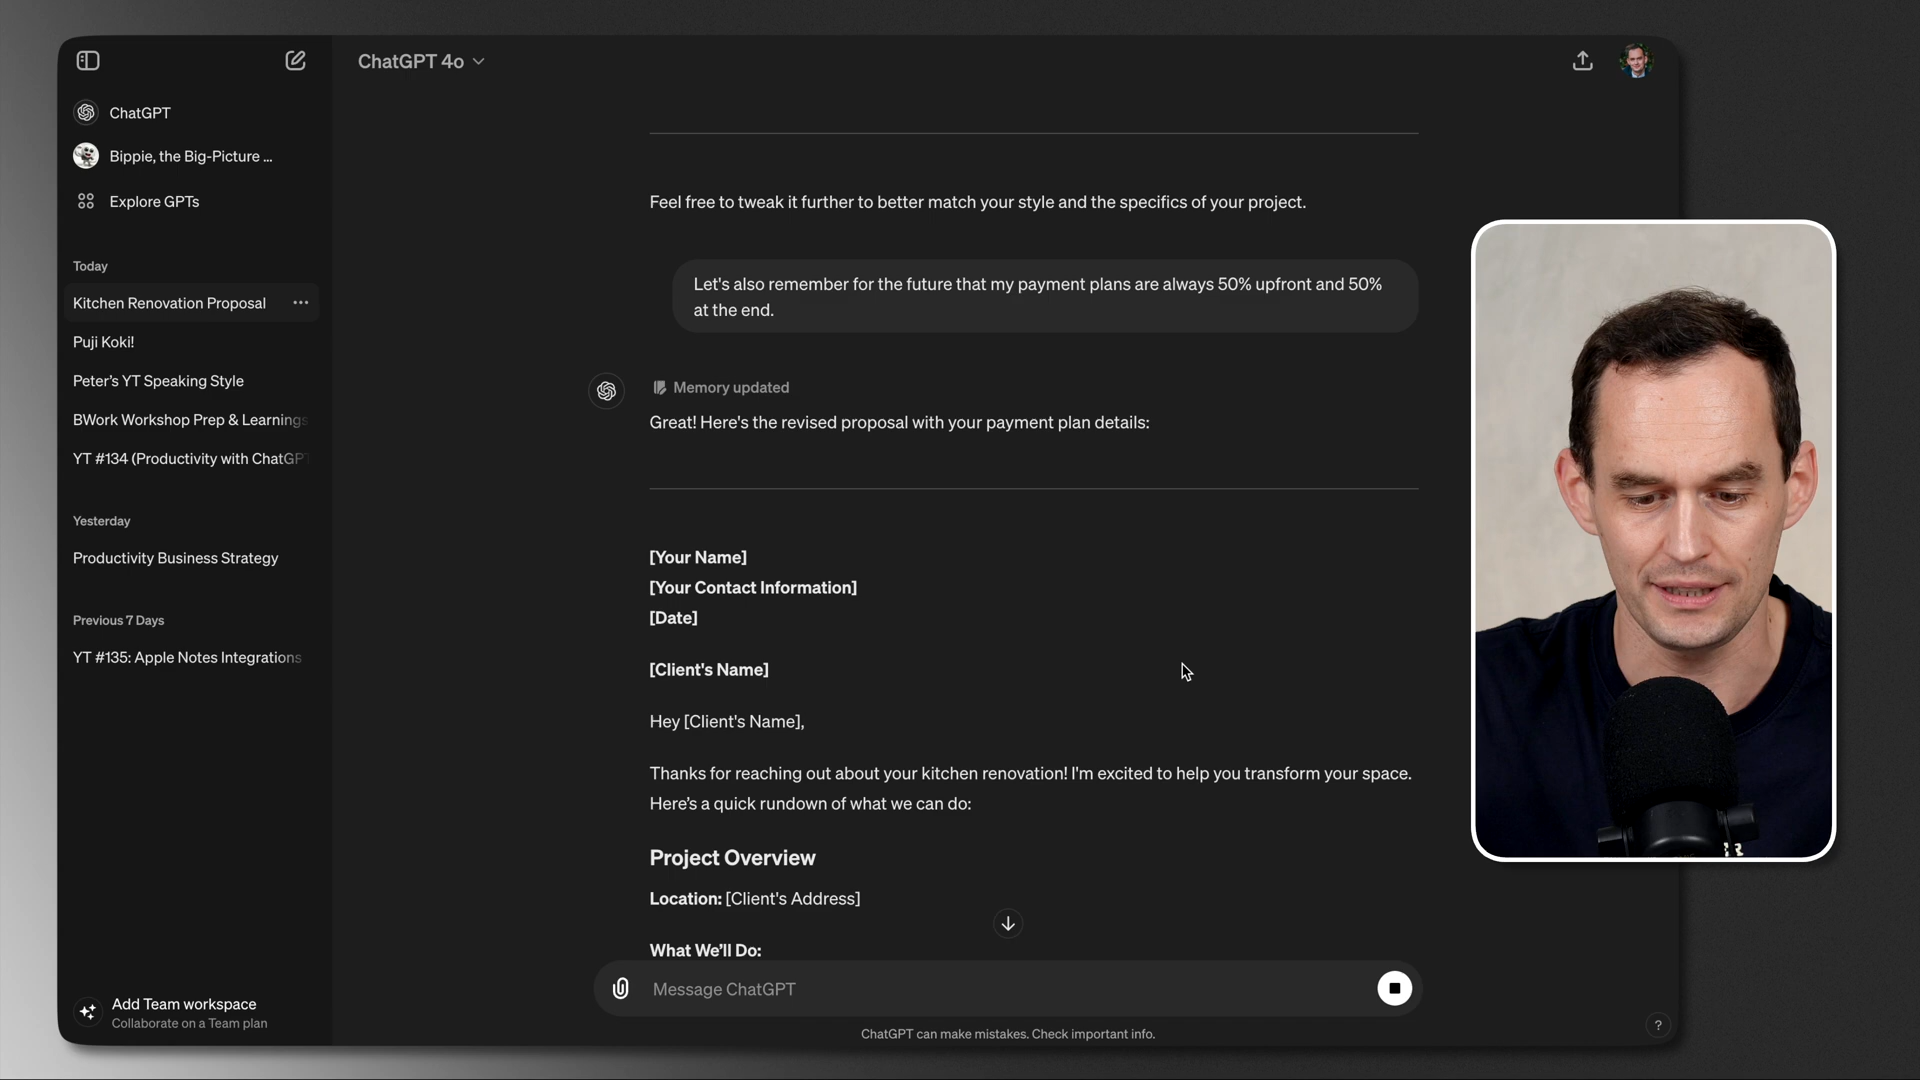 ChatGPT 4o
ChatGPT
Bippie, the Big-Picture ...
Explore GPTs
Today
Kitchen Renovation Proposal
Puji Koki!
Peter's YT Speaking Style
BWork Workshop Prep & Learnings
YT #134 (Productivity with ChatGP
Yesterday
Productivity Business Strategy
Previous 7 Days
YT #135: Apple Notes Integrations
Add Team workspace
Collaborate on a Team plan
Feel free to tweak it further to better match your style and the specifics of your project.
Let's also remember for the future that my payment plans are always 50% upfront and 50%
at the end.
Memory updated
Great! Here's the revised proposal with your payment plan details:
[Your Name]
[Your Contact Information]
[Date]
[Client's Name]
Hey [Client's Name],
Thanks for reaching out about your kitchen renovation! I'm excited to help you transform your space.
Here's a quick rundown of what we can do:
Project Overview
Location: [Client's Address]
What We'll Do:
Message ChatGPT
ChatGPT can make mistakes. Check important info.
?